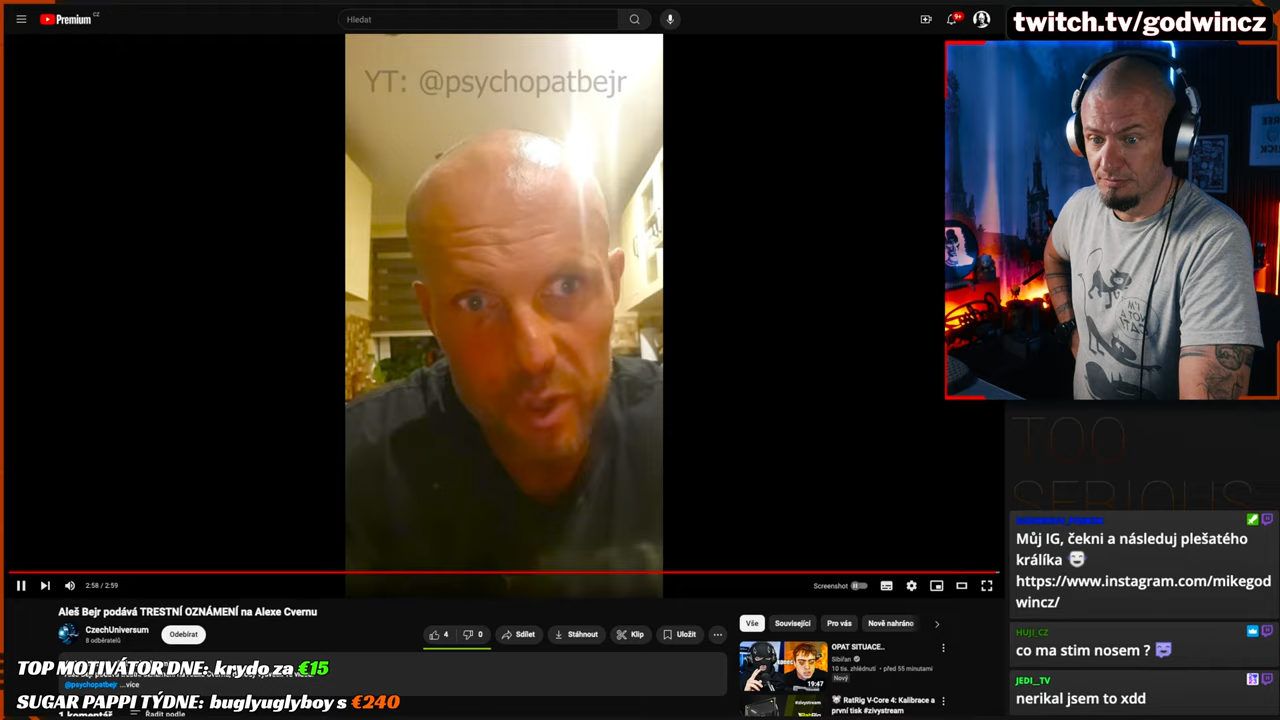 Premium CZ
Hledat
9+
twitch.tv/godwincz
YT: @psychopatbejr
I'M NOT A CAT
TOO
SERIOUS
2:58 / 2:59
Screenshot
Aleš Bejr podává TRESTNÍ OZNÁMENÍ na Alexe Cvernu
CzechUniversum
8 odběratelů
Odebírat
4
0
Sdílet
Stáhnout
Klip
Uložit
@psychopatbejr ...více
1 komentář
Řadit podle
TOP MOTIVÁTOR DNE: krydo za €15
SUGAR PAPPI TÝDNE: buglyuglyboy s €240
Vše
Související
Pro vás
Nově nahráno
OPAT SITUACE..
Sibiřan
10 tis. zhlédnutí • před 55 minutami
Nový
19:47
RatRig V-Core 4: Kalibrace a
první tisk #zivystream
Můj IG, čekni a následuj plešatého
králíka
https://www.instagram.com/mikegod
wincz/
HUJI_CZ
co ma stim nosem ?
JEDI__TV
nerikal jsem to xdd